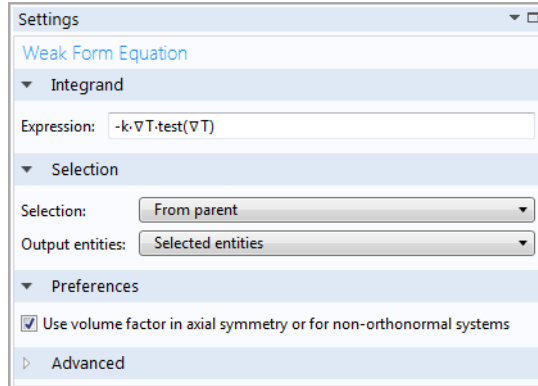 Settings
Weak Form Equation
Integrand
Expression: -k·∇T·test(∇T)
Selection
Selection: From parent
Output entities: Selected entities
Preferences
Use volume factor in axial symmetry or for non-orthonormal systems
Advanced